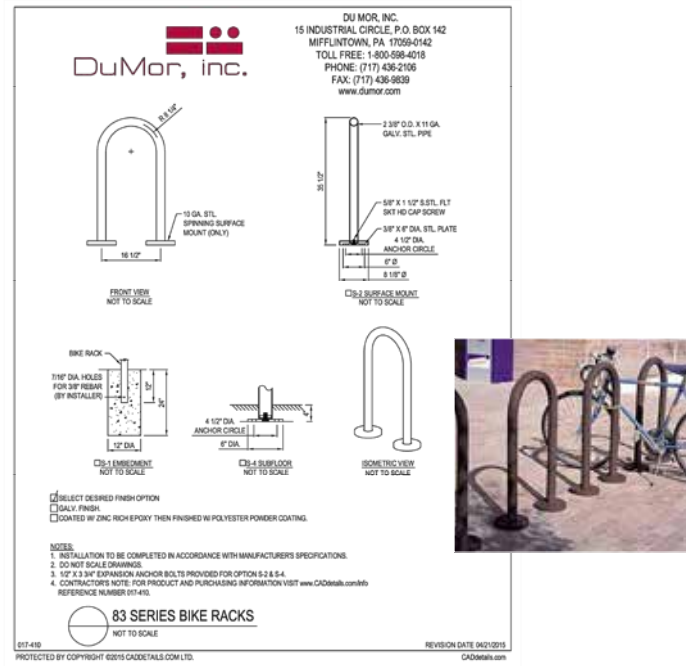 DuMor, inc.
DU MOR, INC.
15 INDUSTRIAL CIRCLE, P.O. BOX 142
MIFFLINTOWN, PA 17059-0142
TOLL FREE: 1-800-598-4018
PHONE: (717) 436-2106
FAX: (717) 436-9839
www.dumor.com
R 8 1/4"
10 GA. STL.
SPINNING SURFACE
MOUNT (ONLY)
16 1/2"
FRONT VIEW
NOT TO SCALE
2 3/8" O.D. X 11 GA.
GALV. STL. PIPE
35 1/2"
5/8" X 1 1/2" S.STL. FLT
SKT HD CAP SCREW
3/8" X 6" DIA. STL. PLATE
4 1/2" DIA.
ANCHOR CIRCLE
6" Ø
8 1/8" Ø
S-2 SURFACE MOUNT
NOT TO SCALE
BIKE RACK
7/16" DIA. HOLES
FOR 3/8" REBAR
(BY INSTALLER)
12"
24"
12" DIA
S-1 EMBEDMENT
NOT TO SCALE
4 1/2" DIA.
ANCHOR CIRCLE
6" DIA.
4"
S-4 SUBFLOOR
NOT TO SCALE
ISOMETRIC VIEW
NOT TO SCALE
SELECT DESIRED FINISH OPTION
GALV. FINISH.
COATED W/ ZINC RICH EPOXY THEN FINISHED W/ POLYESTER POWDER COATING.
NOTES:
1. INSTALLATION TO BE COMPLETED IN ACCORDANCE WITH MANUFACTURER'S SPECIFICATIONS.
2. DO NOT SCALE DRAWINGS.
3. 1/2" X 3 3/4" EXPANSION ANCHOR BOLTS PROVIDED FOR OPTION S-2 & S-4.
4. CONTRACTOR'S NOTE: FOR PRODUCT AND PURCHASING INFORMATION VISIT www.CADdetails.com/info
REFERENCE NUMBER 017-410.
83 SERIES BIKE RACKS
NOT TO SCALE
017-410
REVISION DATE 04/21/2015
PROTECTED BY COPYRIGHT ©2015 CADDETAILS.COM LTD.
CADdetails.com